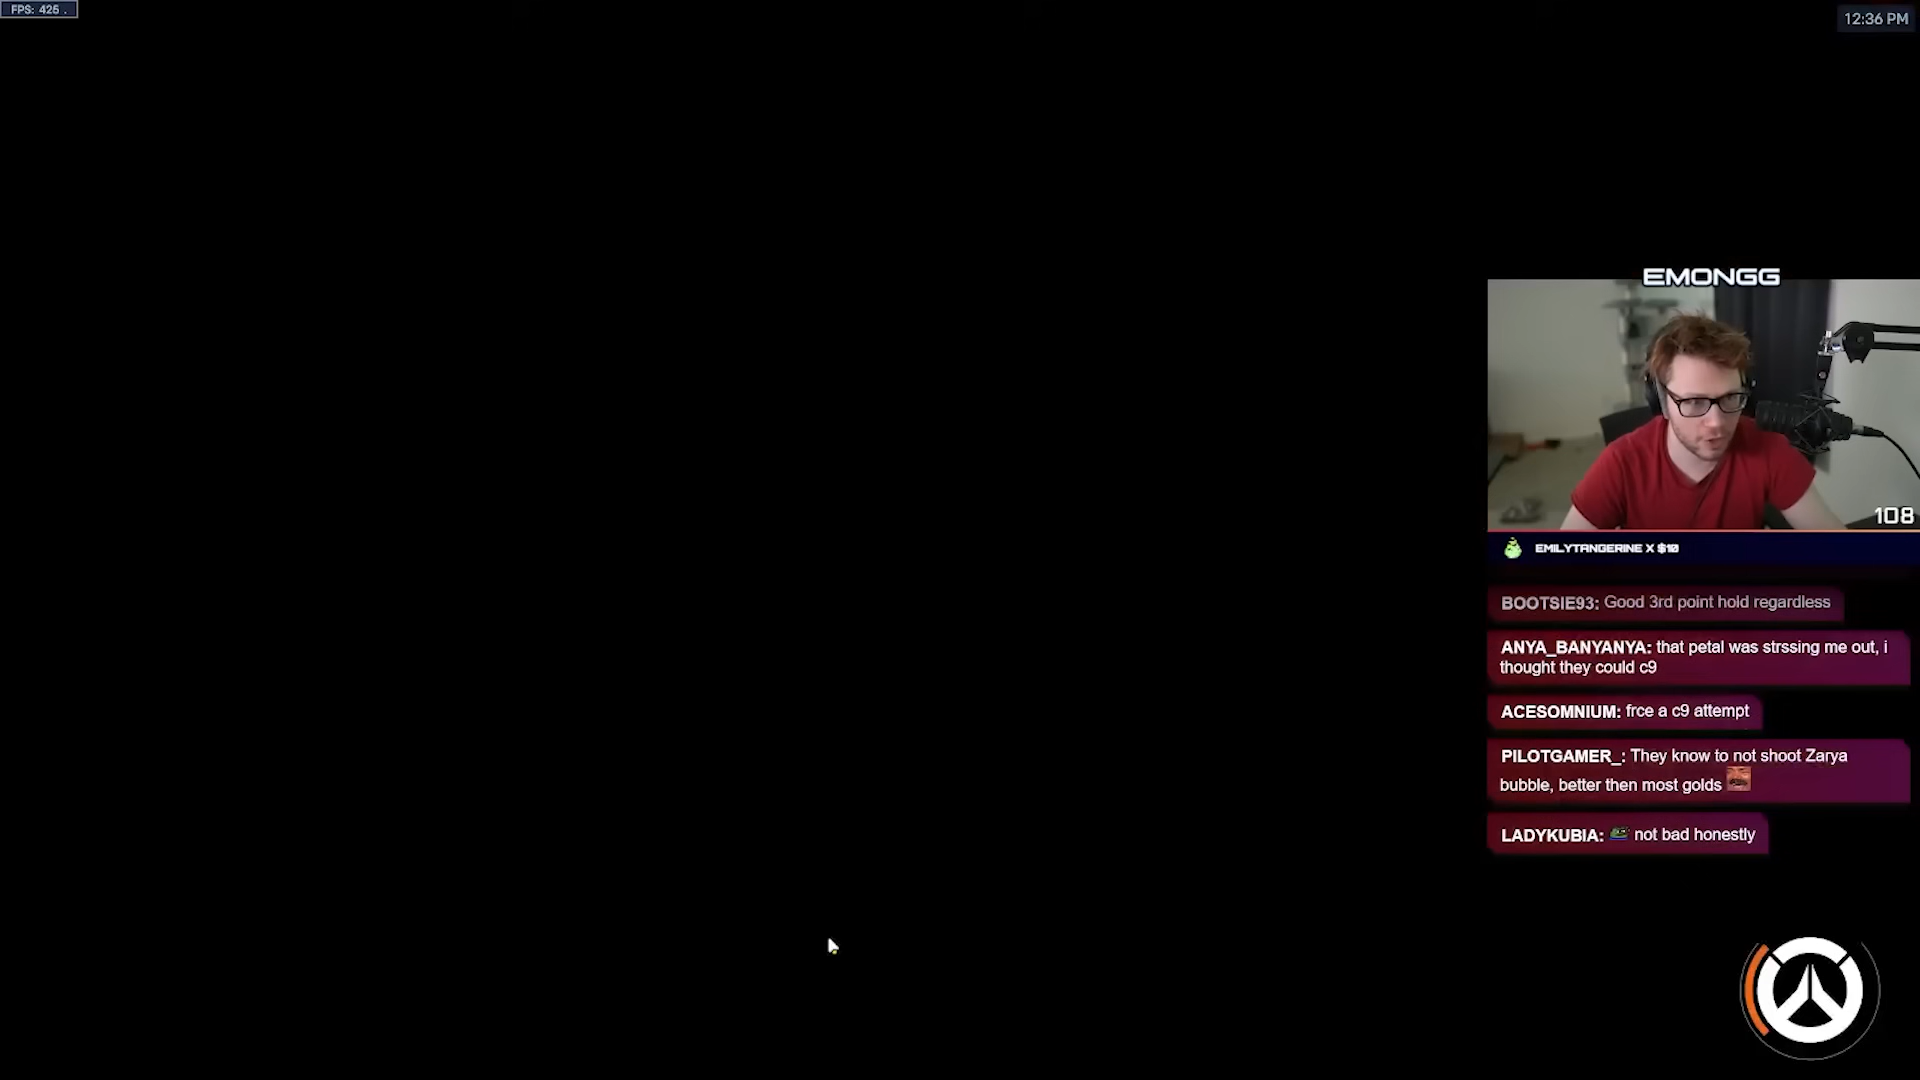 FPS: 425 .
12:36 PM
EMONGG
108
EMILYTANGERINE X $10
BOOTSIE93: Good 3rd point hold regardless
ANYA_BANYANYA: that petal was strssing me out, i
thought they could c9
ACESOMNIUM: frce a c9 attempt
PILOTGAMER_: They know to not shoot Zarya
bubble, better then most golds
LADYKUBIA: not bad honestly